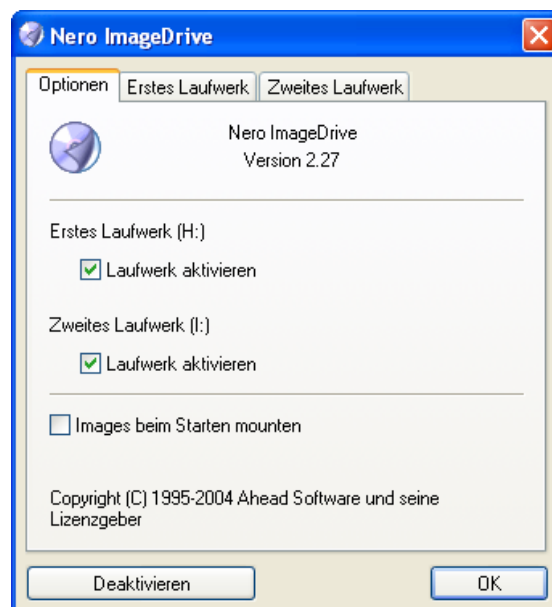 Nero ImageDrive
Optionen
Erstes Laufwerk
Zweites Laufwerk
Nero ImageDrive
Version 2.27
Erstes Laufwerk (H:)
Laufwerk aktivieren
Zweites Laufwerk (I:)
Laufwerk aktivieren
Images beim Starten mounten
Copyright (C) 1995-2004 Ahead Software und seine
Lizenzgeber
Deaktivieren
OK